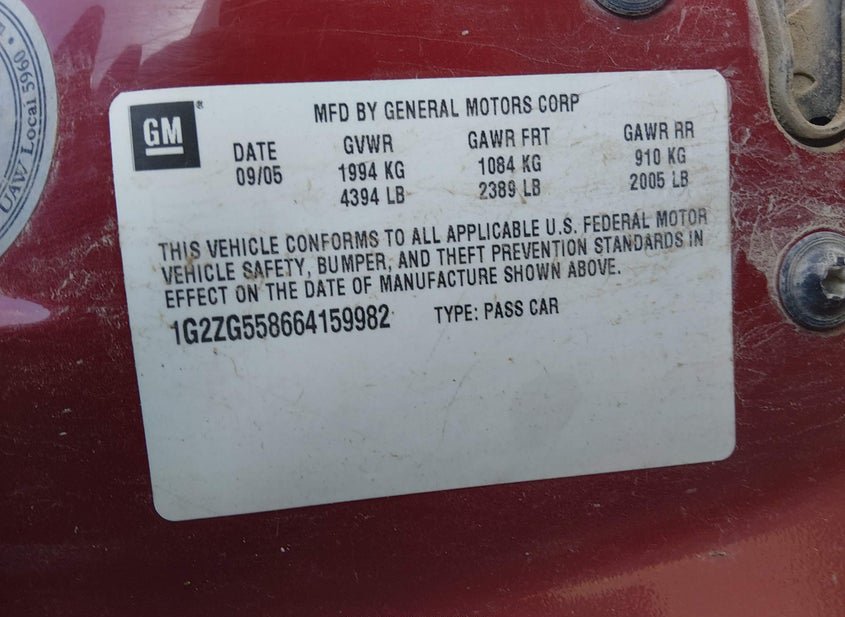 UAW Local 5960
GM ®
MFD BY GENERAL MOTORS CORP
DATE GVWR GAWR FRT GAWR RR
09/05 1994 KG 1084 KG 910 KG
4394 LB 2389 LB 2005 LB
THIS VEHICLE CONFORMS TO ALL APPLICABLE U.S. FEDERAL MOTOR
VEHICLE SAFETY, BUMPER, AND THEFT PREVENTION STANDARDS IN
EFFECT ON THE DATE OF MANUFACTURE SHOWN ABOVE.
1G2ZG558664159982 TYPE: PASS CAR